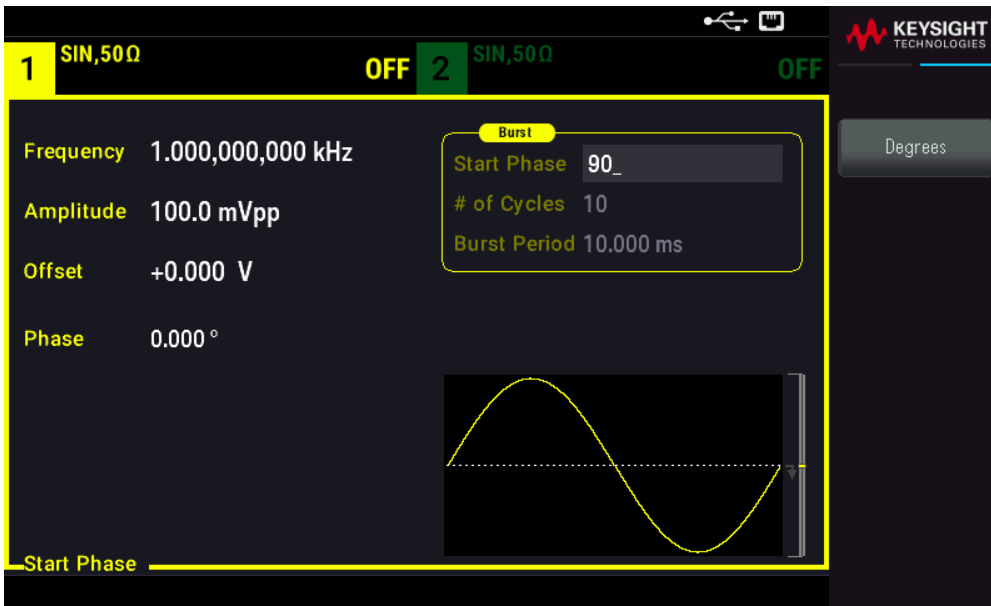 KEYSIGHT
TECHNOLOGIES
1 SIN,50Ω OFF 2 SIN,50Ω OFF
Degrees
Burst
Frequency 1.000,000,000 kHz
Start Phase 90_
Amplitude 100.0 mVpp
# of Cycles 10
Burst Period 10.000 ms
Offset +0.000 V
Phase 0.000 °
Start Phase